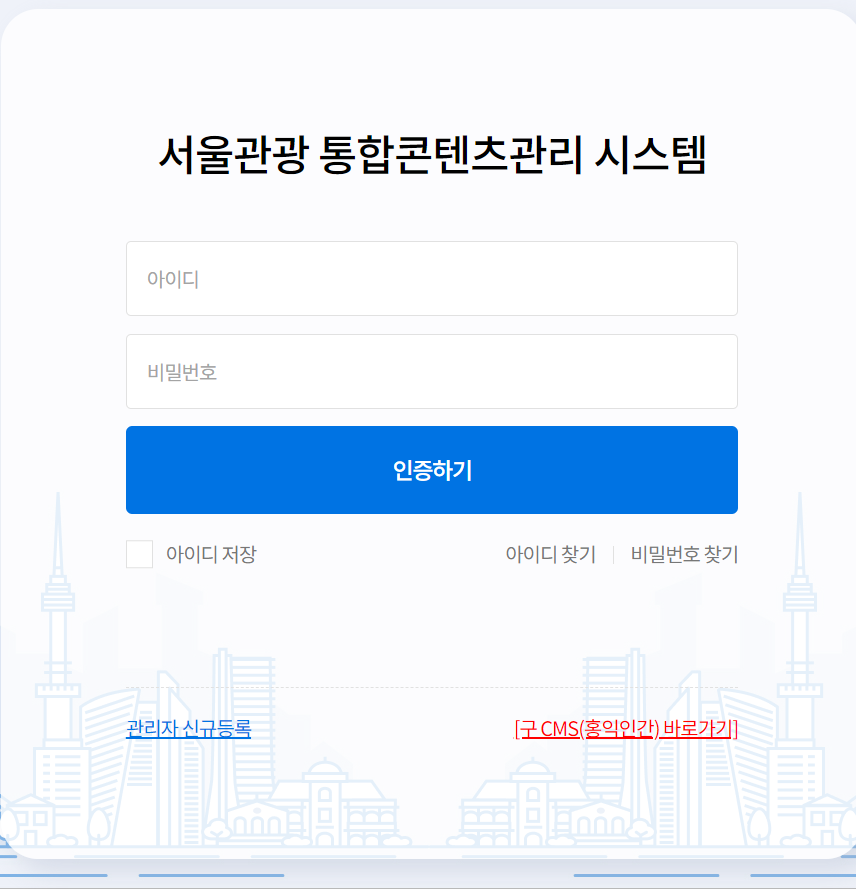 서울관광 통합콘텐츠관리 시스템
아이디
비밀번호
인증하기
아이디 저장
아이디 찾기
비밀번호 찾기
관리자 신규등록
[구 CMS(홍익인간) 바로가기]